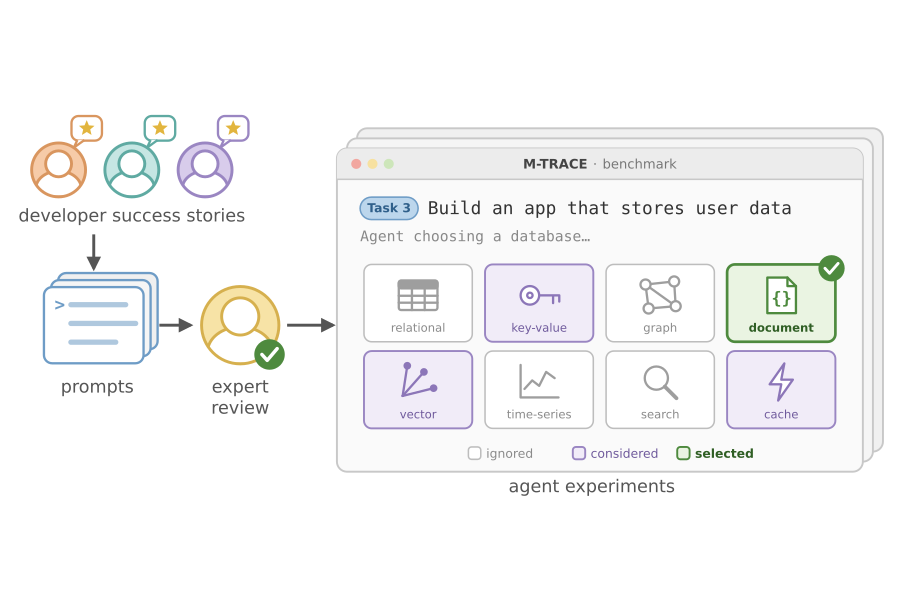 developer success stories
>
prompts
expert
review
M-TRACE · benchmark
Task 3 Build an app that stores user data
Agent choosing a database…
relational
key-value
graph
{}
document
vector
time-series
search
cache
ignored
considered
selected
agent experiments